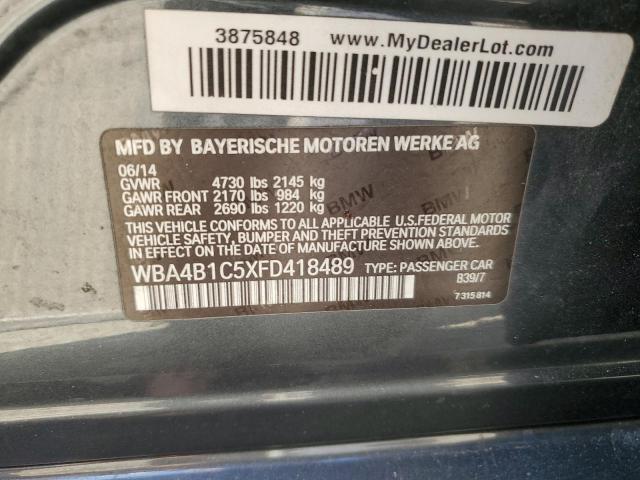 3875848 www.MyDealerLot.com
MFD BY BAYERISCHE MOTOREN WERKE AG
06/14
GVWR 4730 lbs 2145 kg
GAWR FRONT 2170 lbs 984 kg
GAWR REAR 2690 lbs 1220 kg
THIS VEHICLE CONFORMS TO ALL APPLICABLE U.S.FEDERAL MOTOR
VEHICLE SAFETY, BUMPER AND THEFT PREVENTION STANDARDS
IN EFFECT ON THE DATE OF MANUFACTURE SHOWN ABOVE.
WBA4B1C5XFD418489 TYPE: PASSENGER CAR
B39/7
7315814